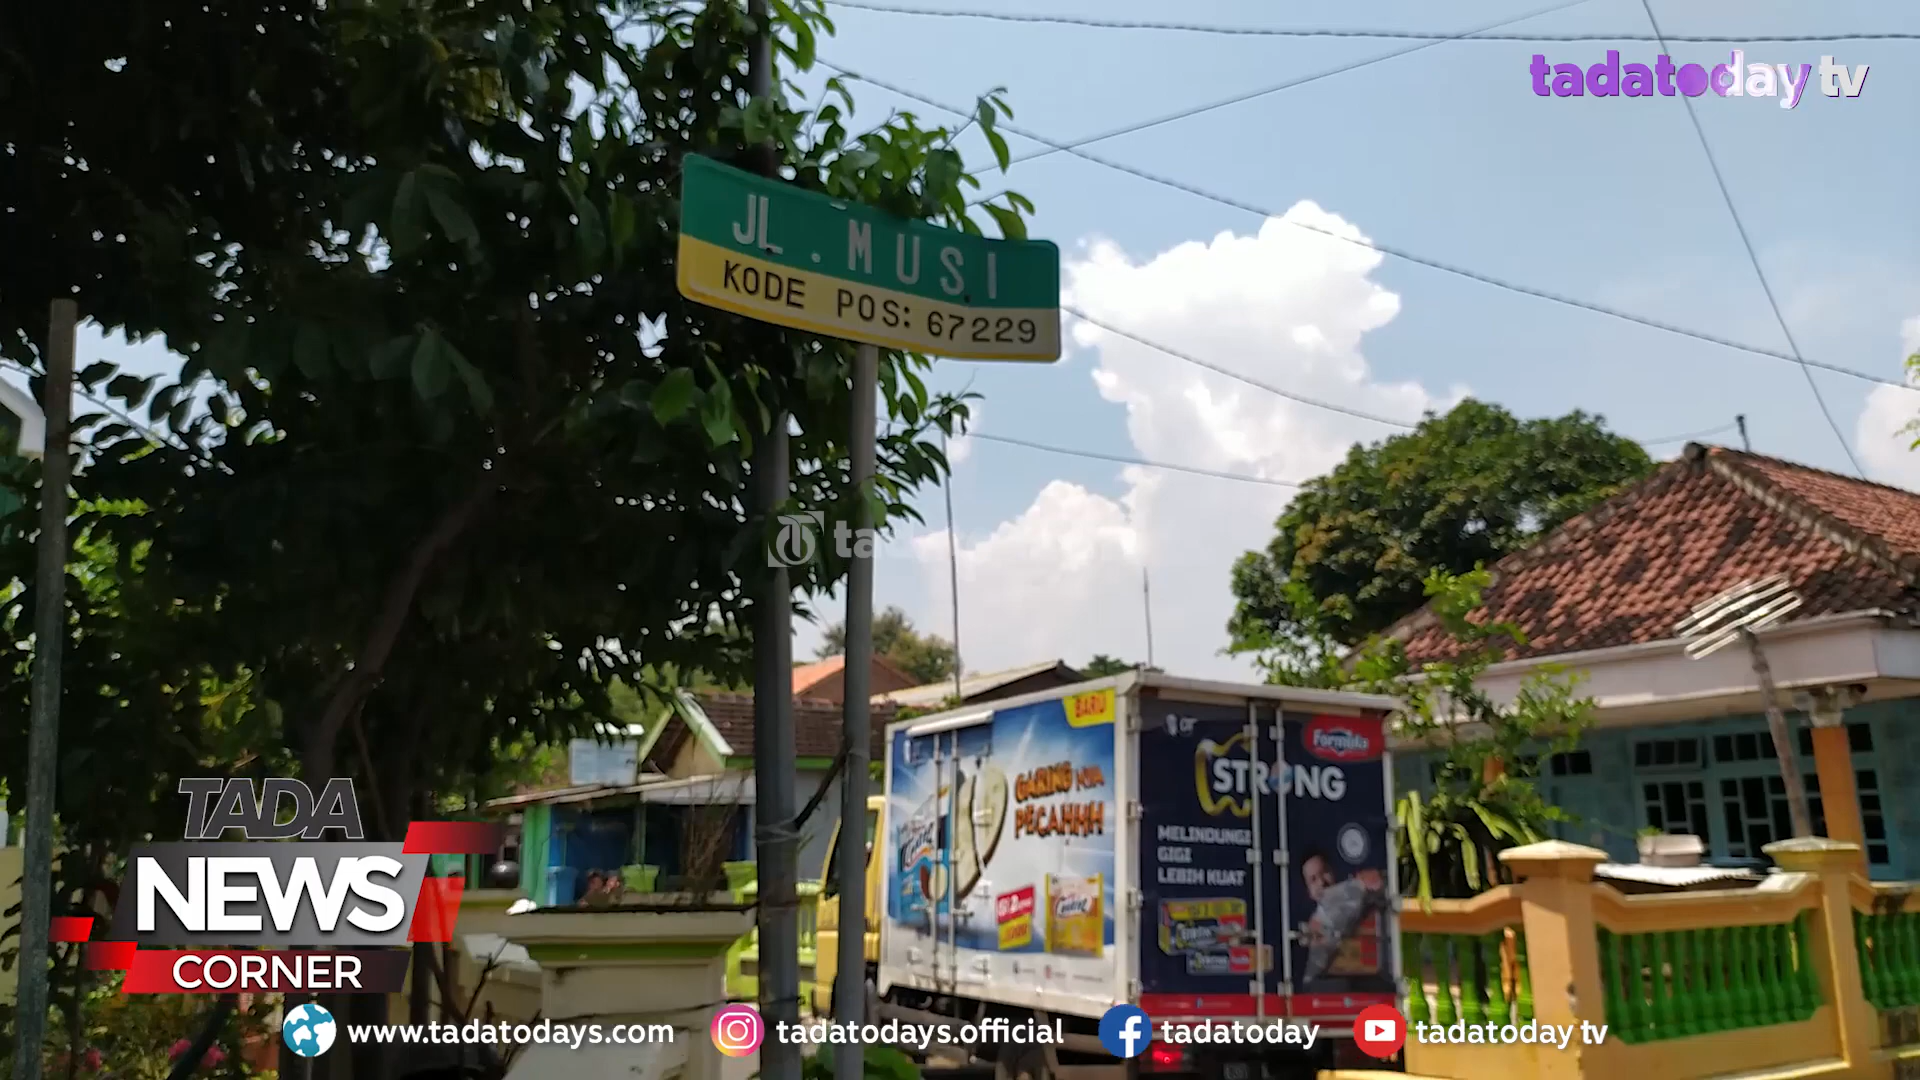 tadatoday tv
JL. MUSI
KODE POS: 67229
BARU
GARING NYA
PECAHHH
Formula
STRONG
MELINDUNGI
GIGI
LEBIH KUAT
TADA
NEWS
CORNER
www.tadatodays.com
tadatodays.official
tadatoday
tadatoday tv